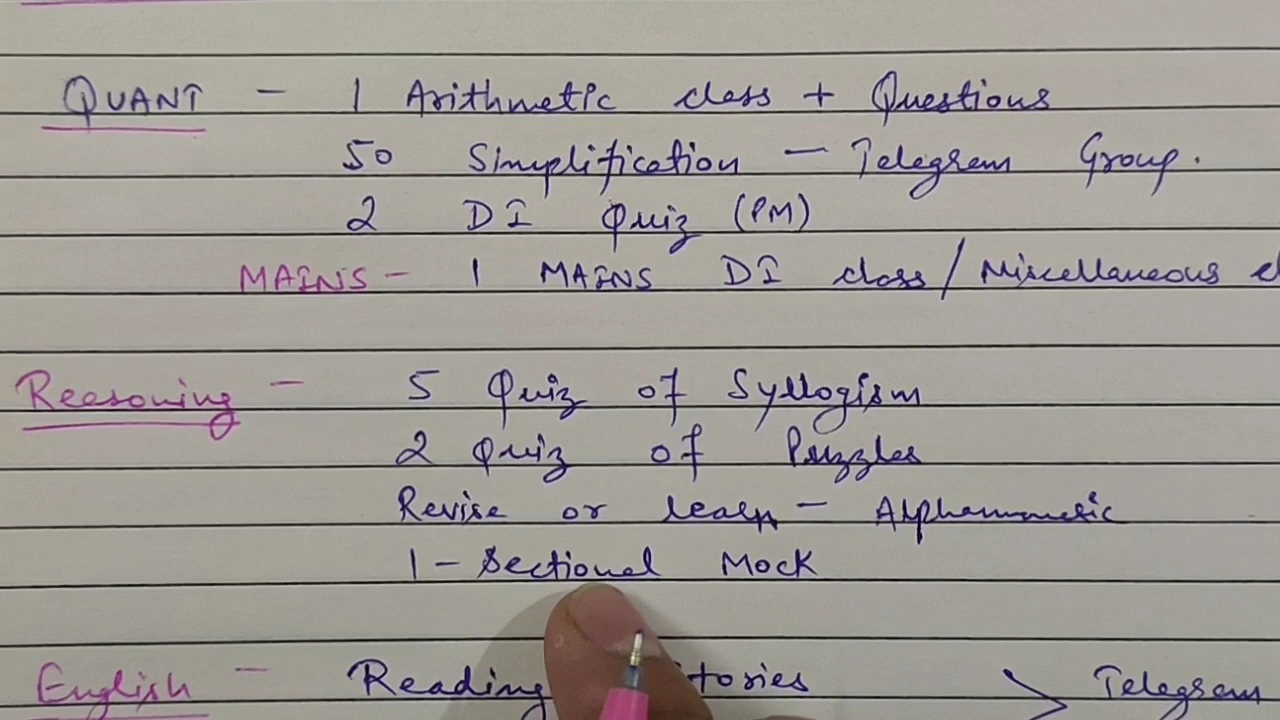 QUANT - 1 Arithmetic class + Questions
50 Simplification - Telegram Group.
2 DI Quiz (PM)
MAINS - 1 MAINS DI class / Miscellaneous
Reasoning - 5 Quiz of Syllogism
2 Quiz of Puzzles
Revise or learn - Alphanumeric
1 - Sectional Mock
English - Reading > Telegram